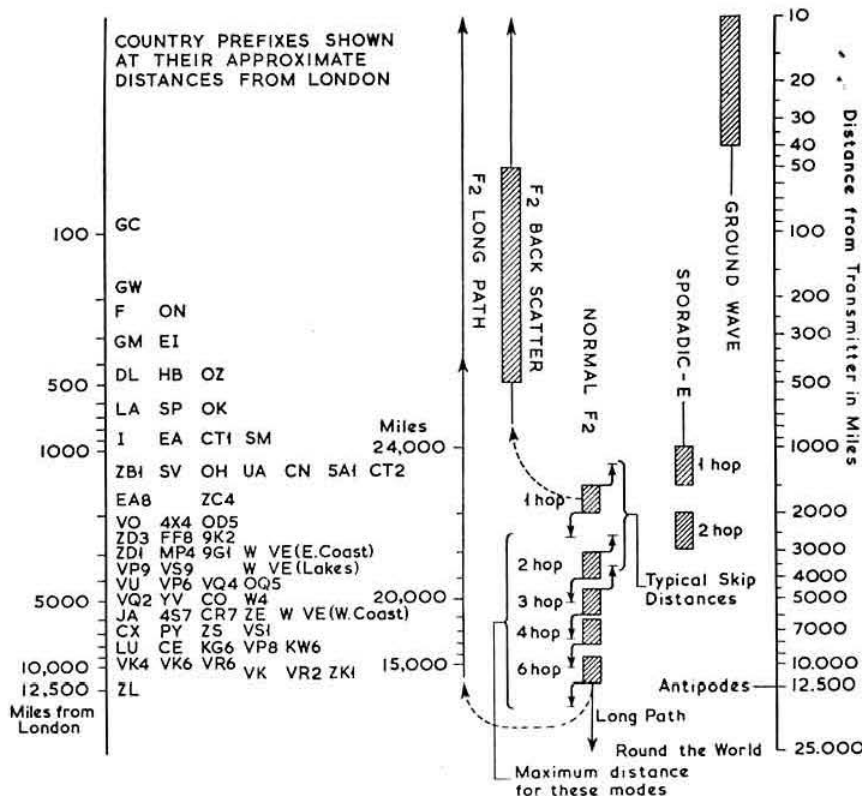 COUNTRY PREFIXES SHOWN
AT THEIR APPROXIMATE
DISTANCES FROM LONDON
100
500
1000
5000
10,000
12,500
Miles from
London
GC
GW
F ON
GM EI
DL HB OZ
LA SP OK
I EA CT1 SM
ZB1 SV OH UA CN 5A1 CT2
EA8 ZC4
VO 4X4 OD5
ZD3 FF8 9K2
ZD1 MP4 9G1 W VE (E.Coast)
VP9 VS9 W VE (Lakes)
VU VP6 VQ4 OQ5
VQ2 YV CO W4
JA 4S7 CR7 ZE W VE (W.Coast)
CX PY ZS VS1
LU CE KG6 VP8 KW6
VK4 VK6 VR6
VK VR2 ZK1
ZL
Miles
24,000
20,000
15,000
F2 LONG PATH
F2 BACK SCATTER
NORMAL F2
1 hop
2 hop
3 hop
4 hop
6 hop
SPORADIC-E
1 hop
2 hop
GROUND WAVE
Typical Skip
Distances
Antipodes
Long Path
Round the World
Maximum distance
for these modes
10
20
30
40
50
100
200
300
500
1000
2000
3000
4000
5000
7000
10.000
12.500
25.000
Distance from Transmitter in Miles